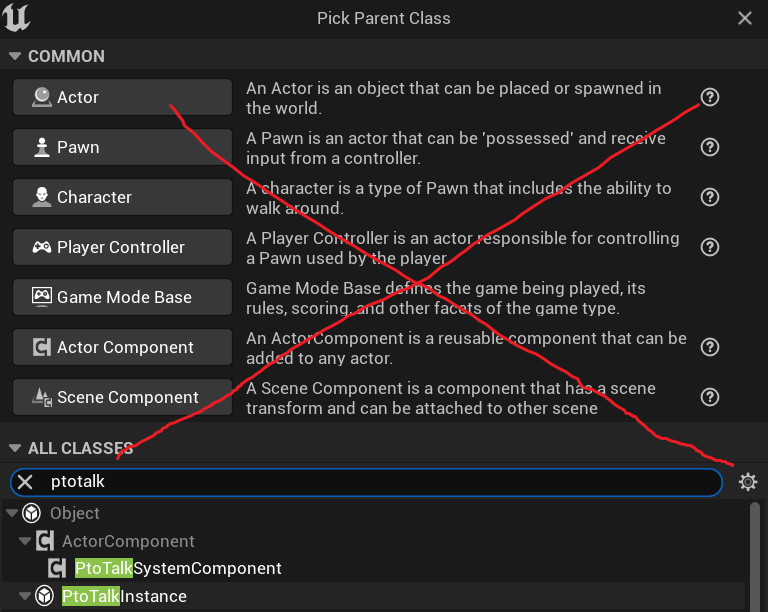 Pick Parent Class
COMMON
Actor
An Actor is an object that can be placed or spawned in
the world.
Pawn
A Pawn is an actor that can be 'possessed' and receive
input from a controller.
Character
A character is a type of Pawn that includes the ability to
walk around.
Player Controller
A Player Controller is an actor responsible for controlling
a Pawn used by the player
Game Mode Base
Game Mode Base defines the game being played, its
rules, scoring, and other facets of the game type.
Actor Component
An ActorComponent is a reusable component that can be
added to any actor.
Scene Component
A Scene Component is a component that has a scene
transform and can be attached to other scene
ALL CLASSES
ptotalk
Object
ActorComponent
PtoTalkSystemComponent
PtoTalkInstance